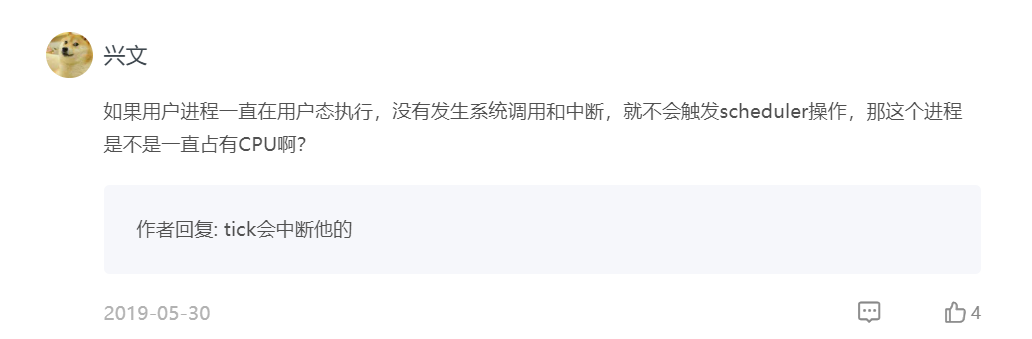 兴文
如果用户进程一直在用户态执行，没有发生系统调用和中断，就不会触发scheduler操作，那这个进程
是不是一直占有CPU啊？
作者回复: tick会中断他的
2019-05-30
4